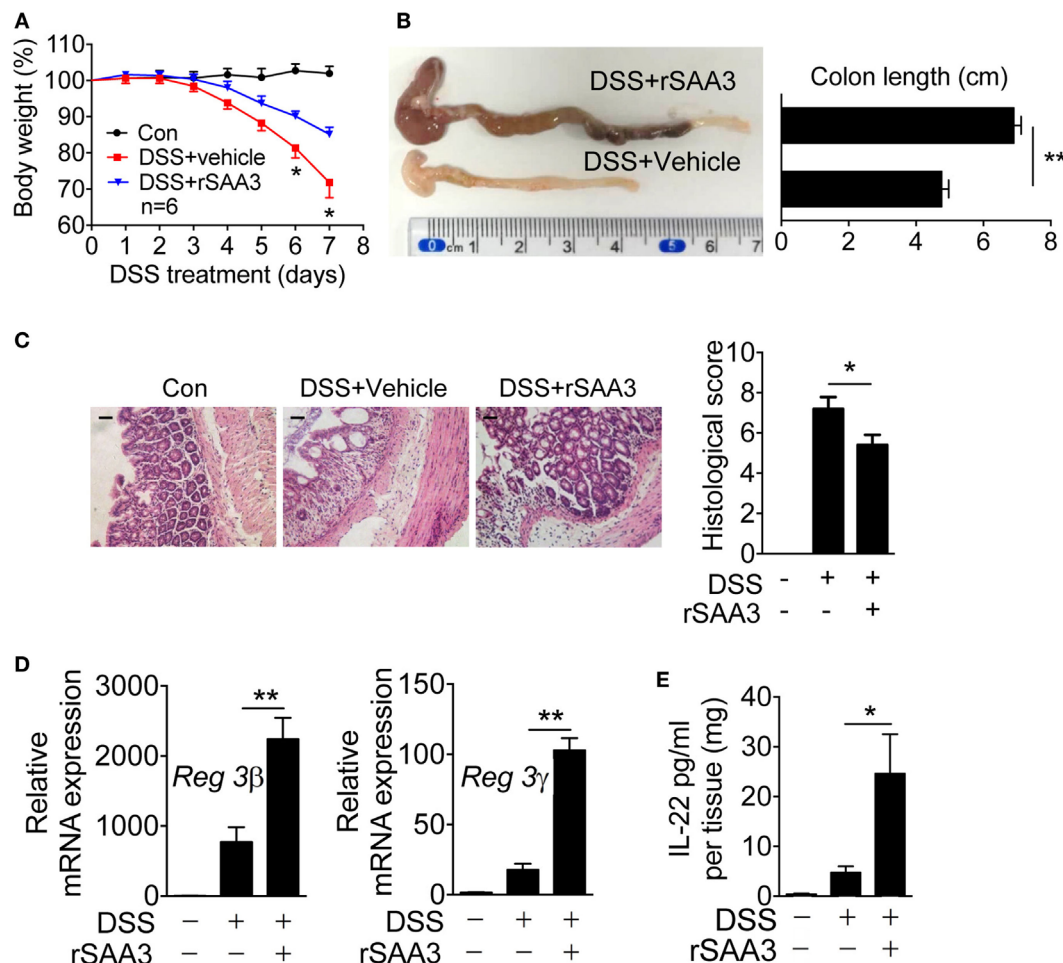 A
Body weight (%)
110
100
90
80
70
60
Con
DSS+vehicle
DSS+rSAA3
n=6
*
*
0 1 2 3 4 5 6 7 8
DSS treatment (days)
B
DSS+rSAA3
DSS+Vehicle
0 cm 1 2 3 4 5 6 7
Colon length (cm)
**
0 2 4 6 8
C
Con
DSS+Vehicle
DSS+rSAA3
Histological score
10
8
6
4
2
0
*
DSS - + +
rSAA3 - - +
D
Relative
mRNA expression
3000
2000
1000
0
Reg 3β
**
DSS − + +
rSAA3 − − +
Relative
mRNA expression
150
100
50
0
Reg 3γ
**
DSS − + +
rSAA3 − − +
E
IL-22 pg/ml
per tissue (mg)
40
30
20
10
0
*
DSS − + +
rSAA3 − − +